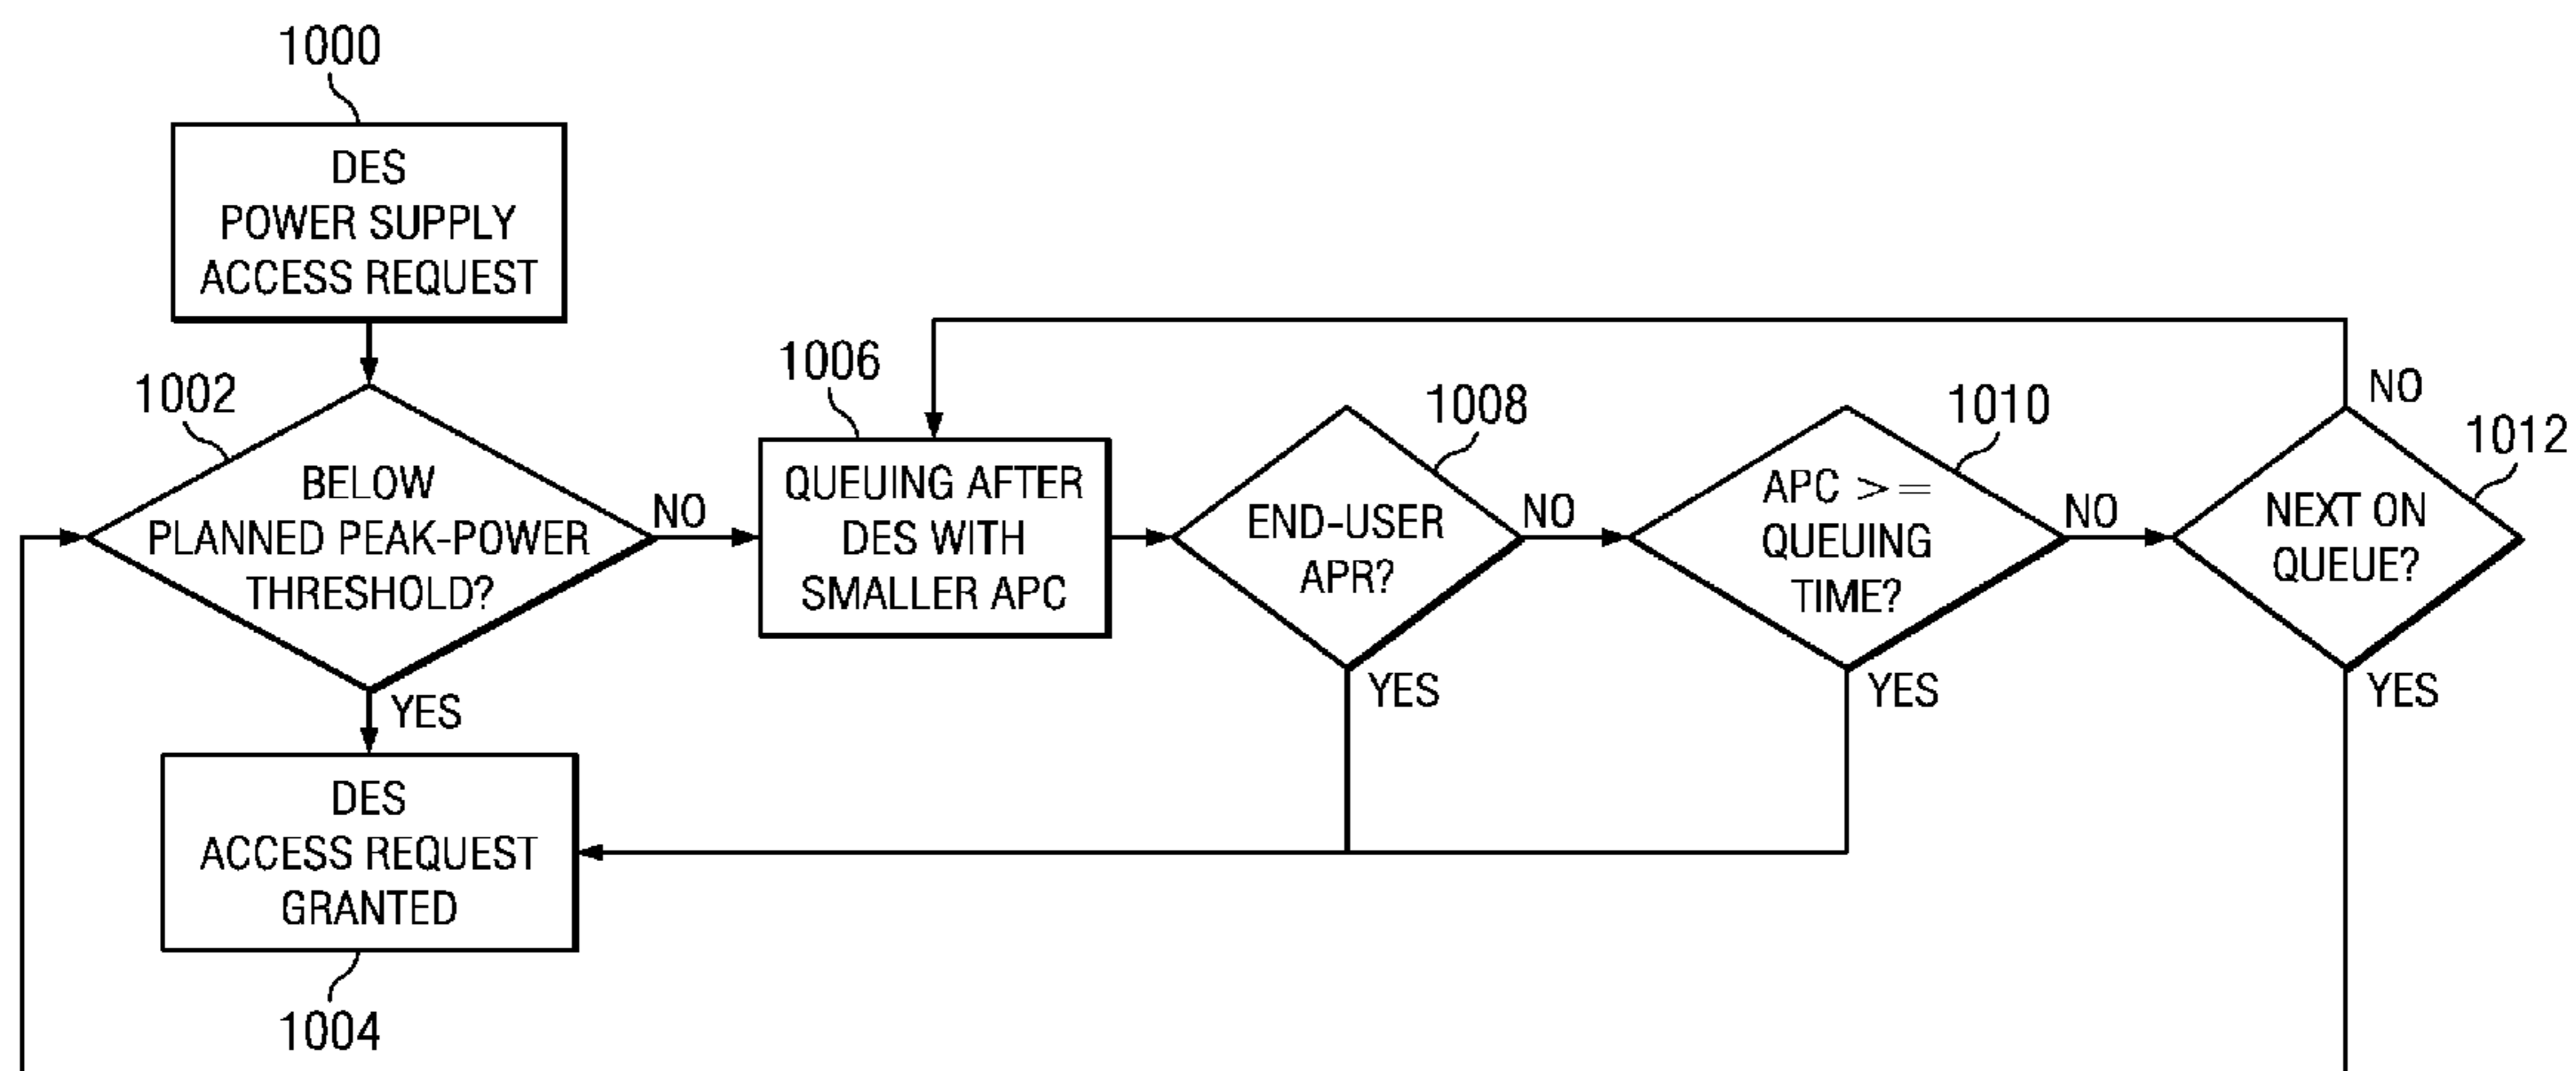 1000
DES
POWER SUPPLY
ACCESS REQUEST
1002
BELOW
PLANNED PEAK-POWER
THRESHOLD?
NO
YES
DES
ACCESS REQUEST
GRANTED
1004
1006
QUEUING AFTER
DES WITH
SMALLER APC
1008
END-USER
APR?
NO
YES
1010
APC >=
QUEUING
TIME?
NO
YES
1012
NEXT ON
QUEUE?
NO
YES